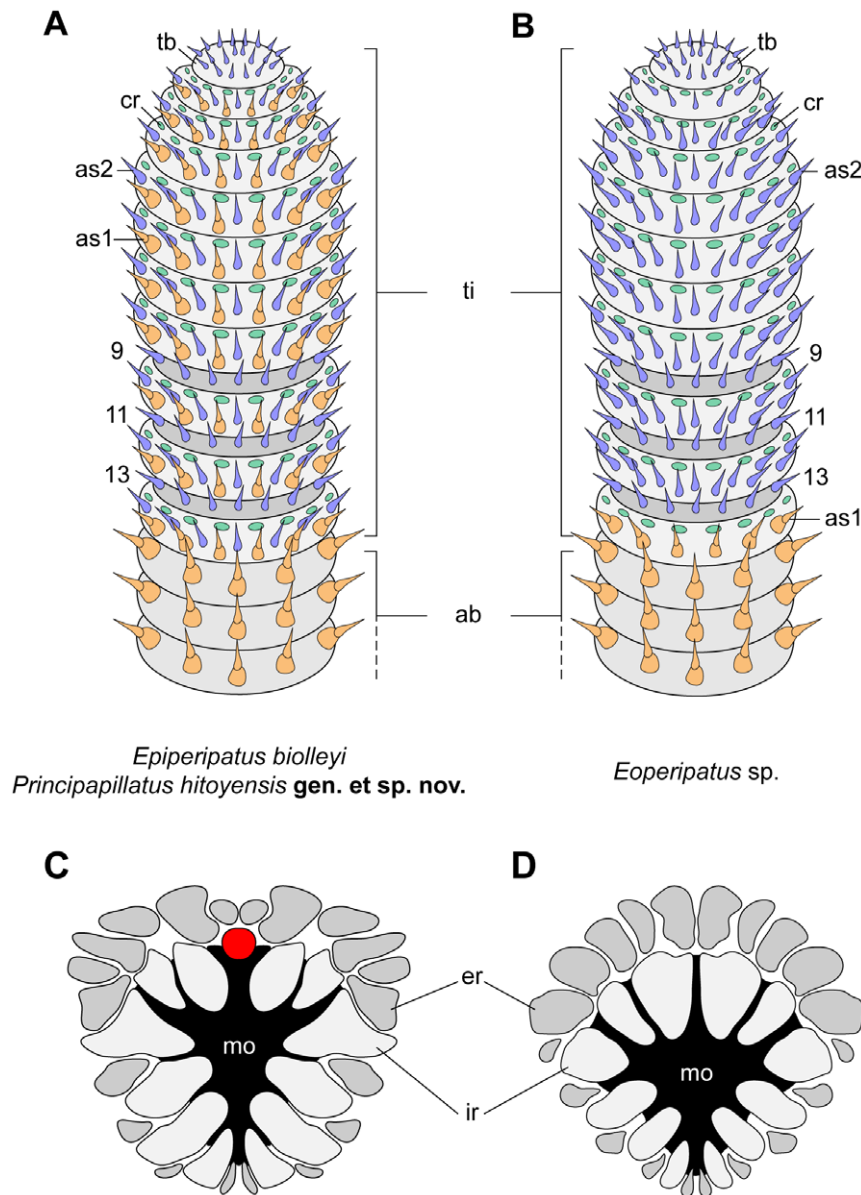 A
B
tb
tb
cr
cr
as2
as2
as1
ti
9
9
11
11
13
13
as1
ab
Epiperipatus biolleyi
Principapillatus hitoyensis gen. et sp. nov.
Eoperipatus sp.
C
D
er
mo
mo
ir